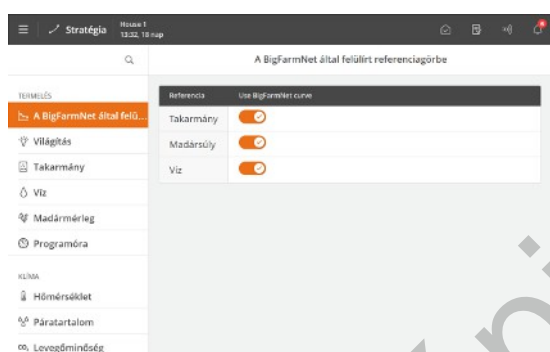 Stratégia
House 1
13:32, 18 nap
A BigFarmNet által felülírt referenciagörbe
TERMELÉS
A BigFarmNet által felü...
Világítás
Takarmány
Víz
Madármérleg
Programóra
KLÍMA
Hőmérséklet
Páratartalom
CO₂ Levegőminőség
Referencia Use BigFarmNet curve
Takarmány
Madársúly
Víz